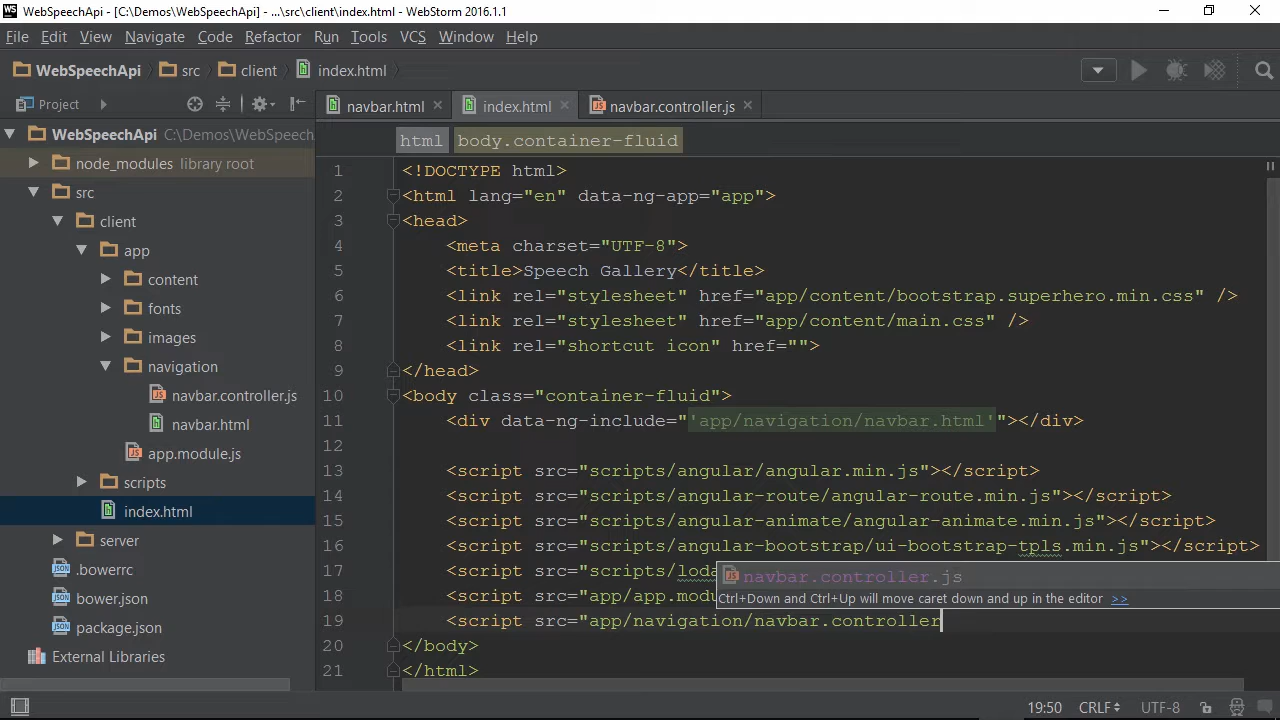 WS WebSpeechApi - [C:\Demos\WebSpeechApi] - ...\src\client\index.html - WebStorm 2016.1.1
File Edit View Navigate Code Refactor Run Tools VCS Window Help
WebSpeechApi src client index.html
Project
navbar.html index.html navbar.controller.js
WebSpeechApi C:\Demos\WebSpeech
node_modules library root
src
client
app
content
fonts
images
navigation
navbar.controller.js
navbar.html
app.module.js
scripts
index.html
server
.bowerrc
bower.json
package.json
External Libraries
html body.container-fluid
1 <!DOCTYPE html>
2 <html lang="en" data-ng-app="app">
3 <head>
4 <meta charset="UTF-8">
5 <title>Speech Gallery</title>
6 <link rel="stylesheet" href="app/content/bootstrap.superhero.min.css" />
7 <link rel="stylesheet" href="app/content/main.css" />
8 <link rel="shortcut icon" href="">
9 </head>
10 <body class="container-fluid">
11 <div data-ng-include="'app/navigation/navbar.html'"></div>
12
13 <script src="scripts/angular/angular.min.js"></script>
14 <script src="scripts/angular-route/angular-route.min.js"></script>
15 <script src="scripts/angular-animate/angular-animate.min.js"></script>
16 <script src="scripts/angular-bootstrap/ui-bootstrap-tpls.min.js"></script>
17 <script src="scripts/loda
18 <script src="app/app.modu
19 <script src="app/navigation/navbar.controller
20 </body>
21 </html>
navbar.controller.js
Ctrl+Down and Ctrl+Up will move caret down and up in the editor >>
19:50 CRLF UTF-8